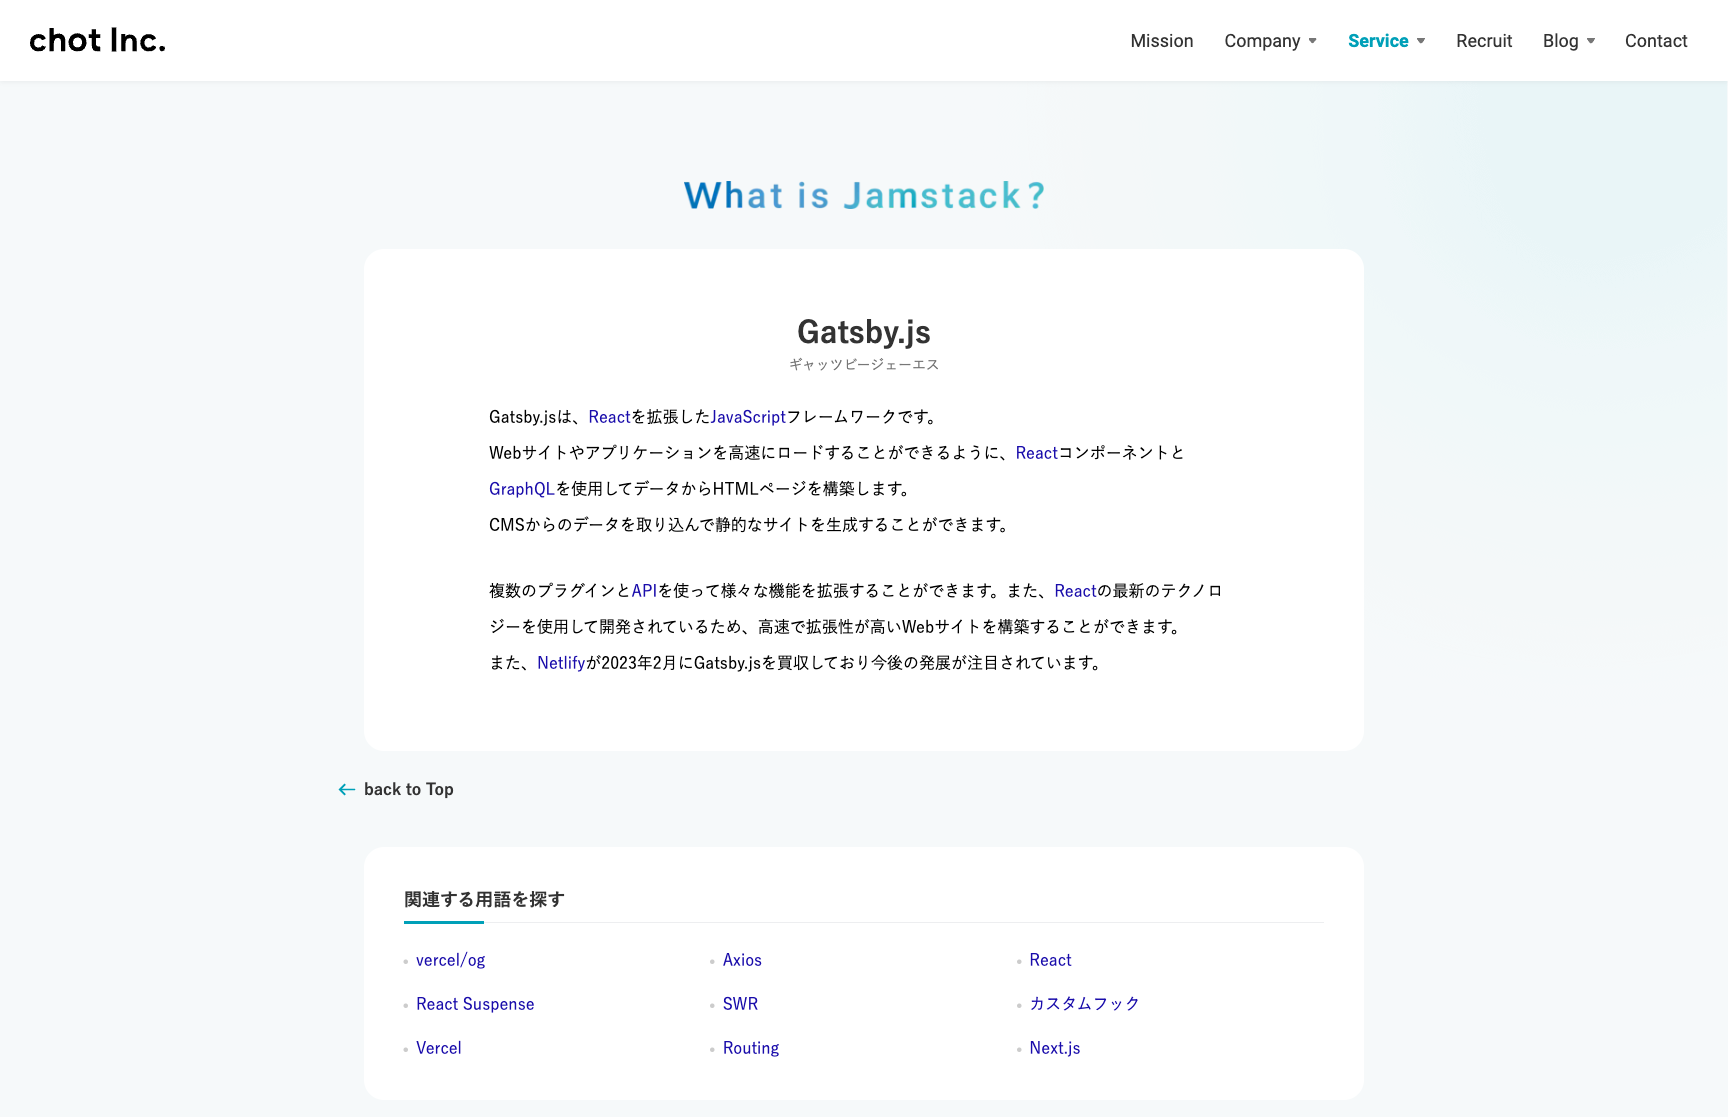 chot Inc.
Mission
Company
Service
Recruit
Blog
Contact
What is Jamstack?
Gatsby.js
ギャッツビージェーエス
Gatsby.jsは、Reactを拡張したJavaScriptフレームワークです。
Webサイトやアプリケーションを高速にロードすることができるように、Reactコンポーネントと
GraphQLを使用してデータからHTMLページを構築します。
CMSからのデータを取り込んで静的なサイトを生成することができます。
複数のプラグインとAPIを使って様々な機能を拡張することができます。また、Reactの最新のテクノロ
ジーを使用して開発されているため、高速で拡張性が高いWebサイトを構築することができます。
また、Netlifyが2023年2月にGatsby.jsを買収しており今後の発展が注目されています。
back to Top
関連する用語を探す
vercel/og
Axios
React
React Suspense
SWR
カスタムフック
Vercel
Routing
Next.js